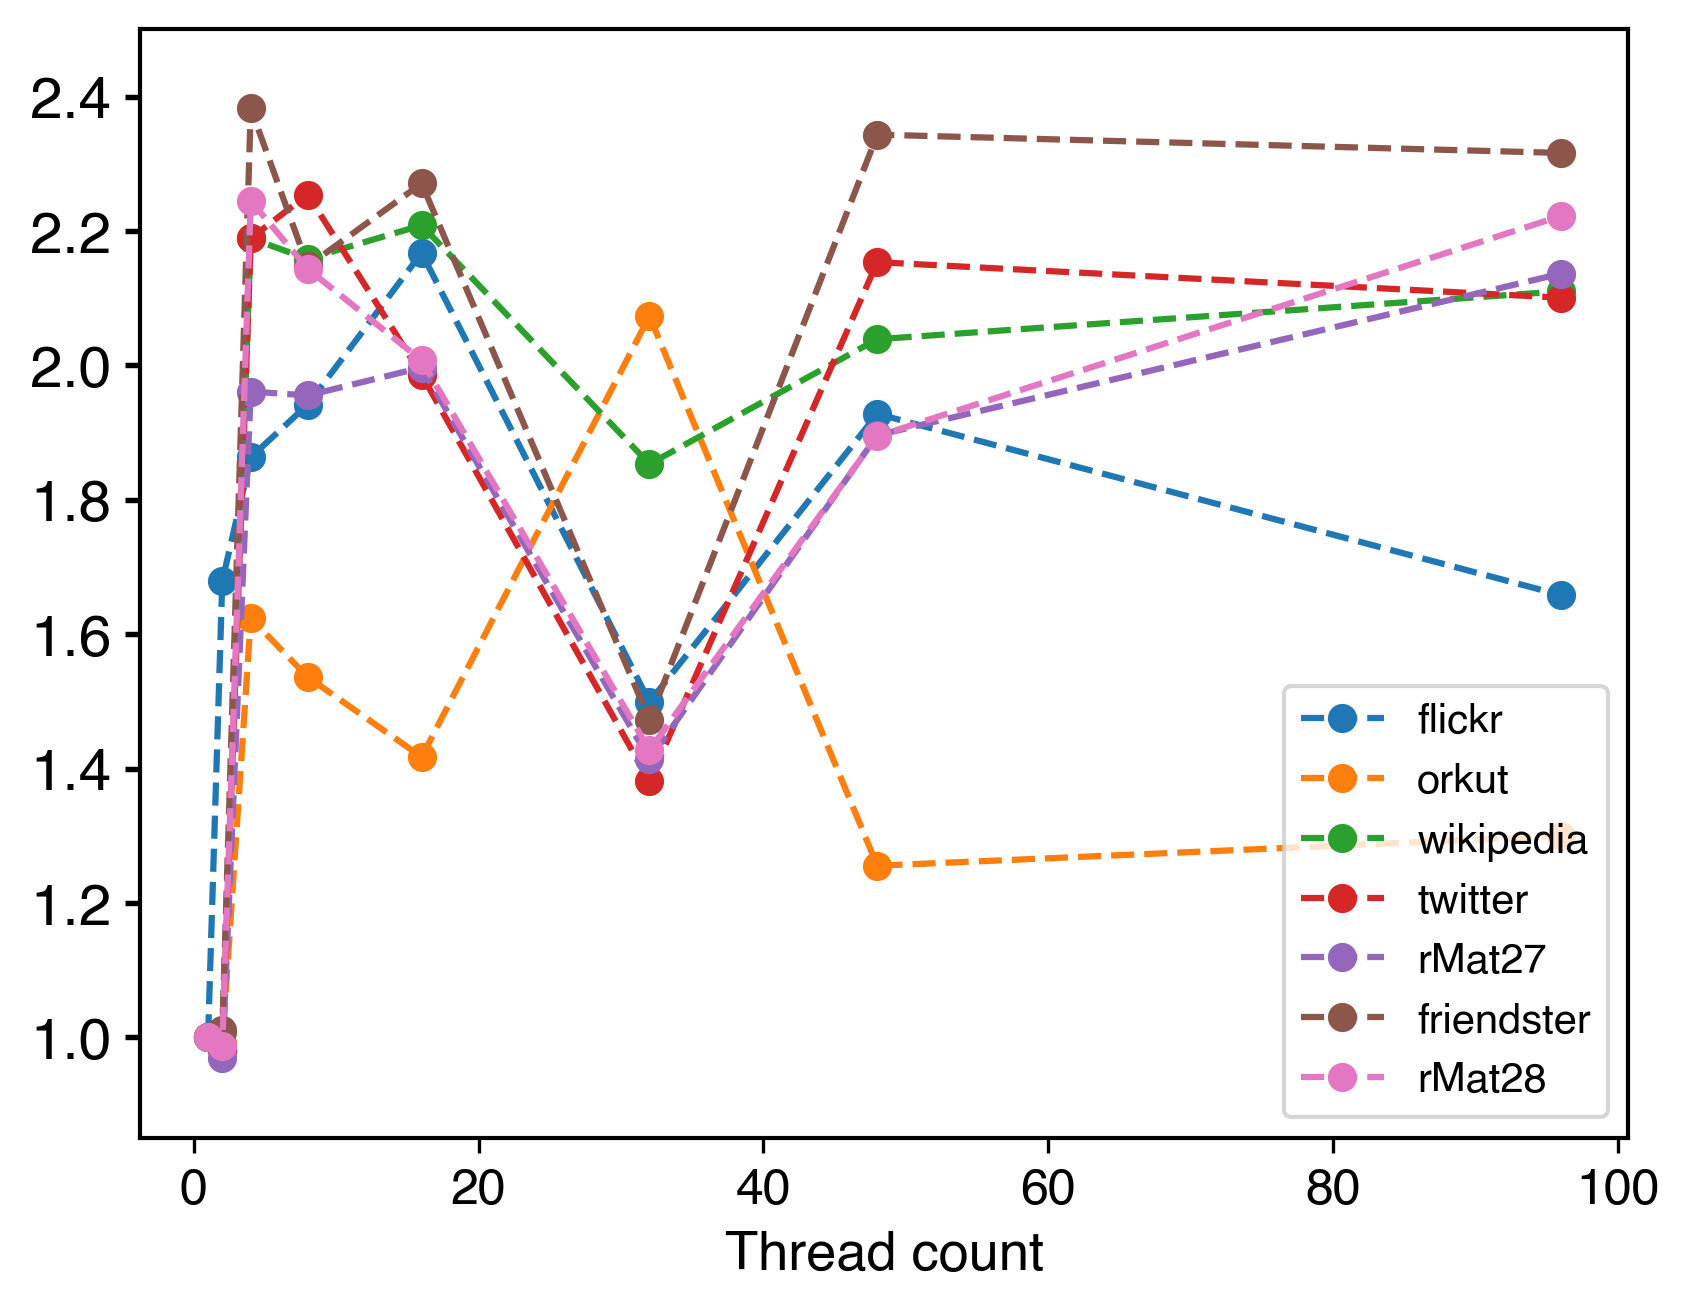 2.4
2.2
2.0
1.8
1.6
1.4
1.2
1.0
0 20 40 60 80 100
Thread count
flickr
orkut
wikipedia
twitter
rMat27
friendster
rMat28